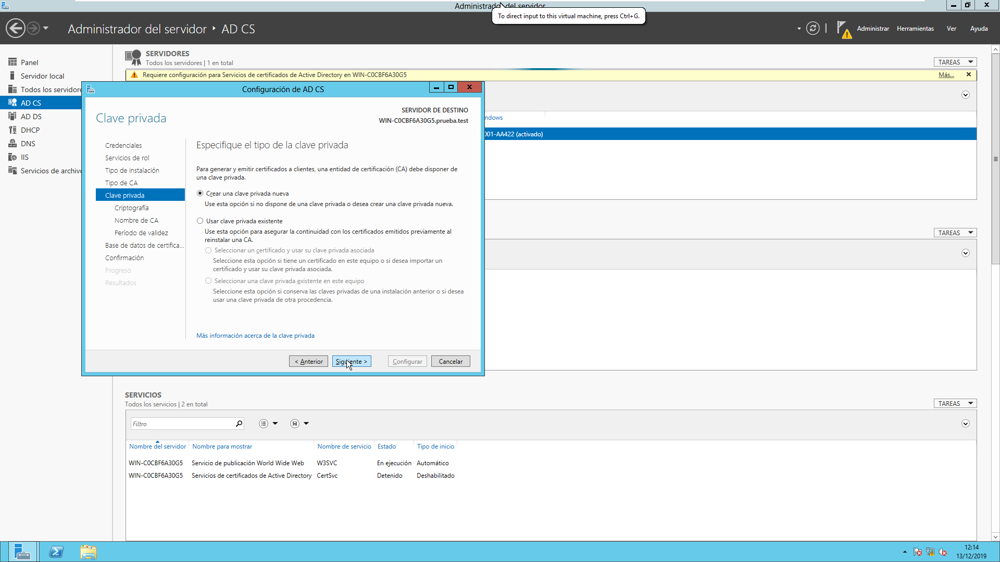 Administrador del servidor
To direct input to this virtual machine, press Ctrl+G.
Administrador del servidor ‣ AD CS
Administrar
Herramientas
Ver
Ayuda
Panel
Servidor local
Todos los servidore
AD CS
AD DS
DHCP
DNS
IIS
Servicios de archivo
SERVIDORES
Todos los servidores | 1 en total
TAREAS
Requiere configuración para Servicios de certificados de Active Directory en WIN-C0CBF6A30G5
Más...
ndows
001-AA422 (activado)
Configuración de AD CS
Clave privada
SERVIDOR DE DESTINO
WIN-C0CBF6A30G5.prueba.test
Credenciales
Servicios de rol
Tipo de instalación
Tipo de CA
Clave privada
Criptografía
Nombre de CA
Período de validez
Base de datos de certifica...
Confirmación
Progreso
Resultados
Especifique el tipo de la clave privada
Para generar y emitir certificados a clientes, una entidad de certificación (CA) debe disponer de
una clave privada.
Crear una clave privada nueva
Use esta opción si no dispone de una clave privada o desea crear una clave privada nueva.
Usar clave privada existente
Use esta opción para asegurar la continuidad con los certificados emitidos previamente al
reinstalar una CA.
Seleccionar un certificado y usar su clave privada asociada
Seleccione esta opción si tiene un certificado en este equipo o si desea importar un
certificado y usar su clave privada asociada.
Seleccionar una clave privada existente en este equipo
Seleccione esta opción si conserva las claves privadas de una instalación anterior o si desea
usar una clave privada de otra procedencia.
Más información acerca de la clave privada
< Anterior
Siguiente >
Configurar
Cancelar
TAREAS
SERVICIOS
Todos los servicios | 2 en total
TAREAS
Filtro
Nombre del servidor Nombre para mostrar Nombre de servicio Estado Tipo de inicio
WIN-C0CBF6A30G5 Servicio de publicación World Wide Web W3SVC En ejecución Automático
WIN-C0CBF6A30G5 Servicios de certificados de Active Directory CertSvc Detenido Deshabilitado
12:14
13/12/2019